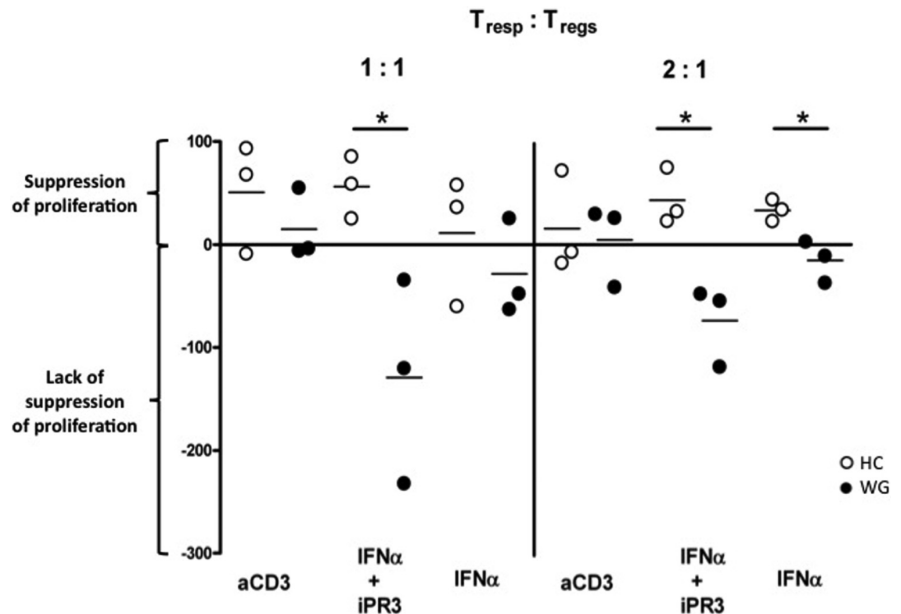 Tresp : Tregs
1 : 1
2 : 1
*
*
*
100
0
-100
-200
-300
Suppression
of proliferation
Lack of
suppression
of proliferation
HC
WG
aCD3
IFNα
+
iPR3
IFNα
aCD3
IFNα
+
iPR3
IFNα